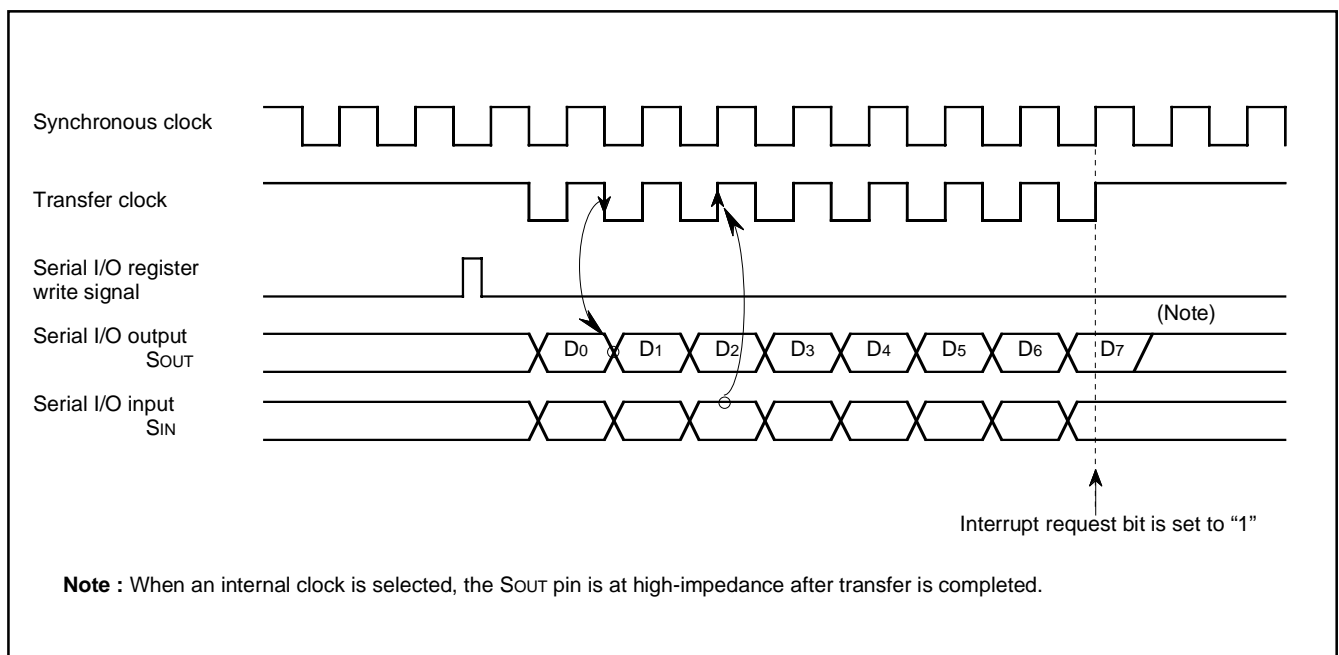 Synchronous clock
Transfer clock
Serial I/O register
write signal
(Note)
Serial I/O output
SOUT
D0 D1 D2 D3 D4 D5 D6 D7
Serial I/O input
SIN
Interrupt request bit is set to “1”
Note : When an internal clock is selected, the SOUT pin is at high-impedance after transfer is completed.